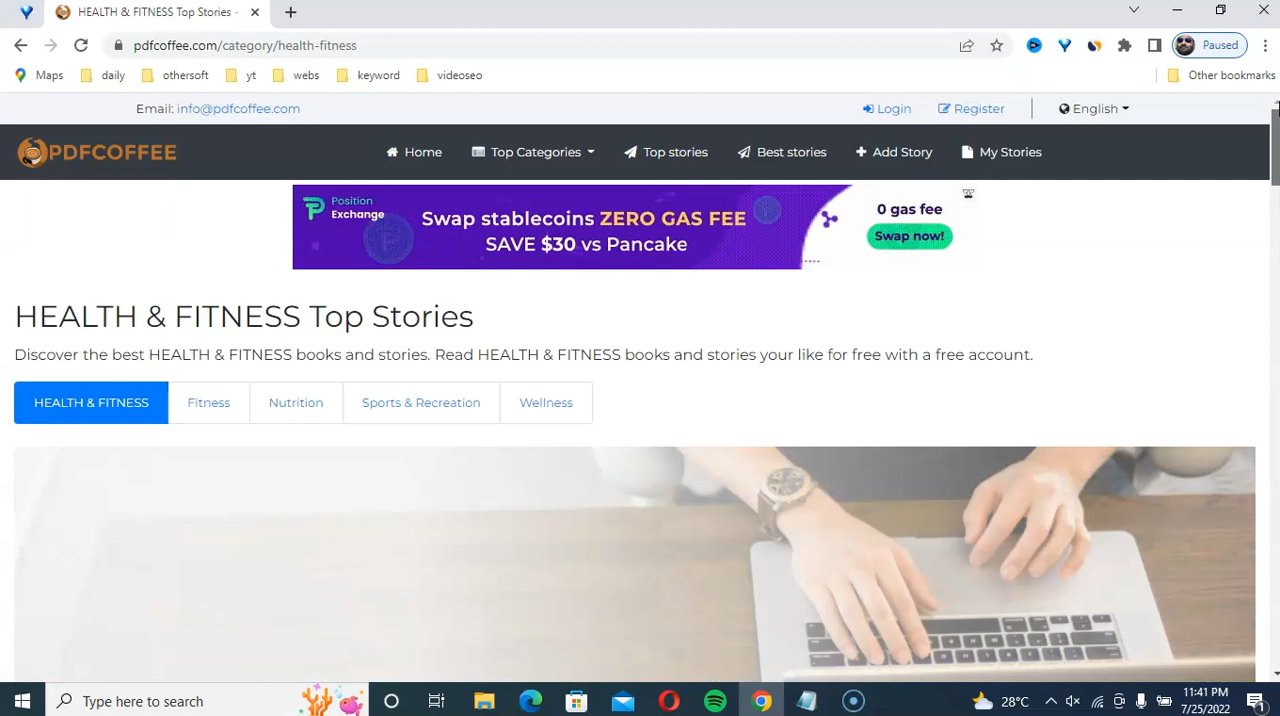 HEALTH & FITNESS Top Stories -
pdfcoffee.com/category/health-fitness
Paused
Maps daily othersoft yt webs keyword videoseo Other bookmarks
Email: info@pdfcoffee.com Login Register English
PDFCOFFEE Home Top Categories Top stories Best stories Add Story My Stories
Position
Exchange
Swap stablecoins ZERO GAS FEE
SAVE $30 vs Pancake
0 gas fee
Swap now!
HEALTH & FITNESS Top Stories
Discover the best HEALTH & FITNESS books and stories. Read HEALTH & FITNESS books and stories your like for free with a free account.
HEALTH & FITNESS Fitness Nutrition Sports & Recreation Wellness
Type here to search
28°C
11:41 PM
7/25/2022
1